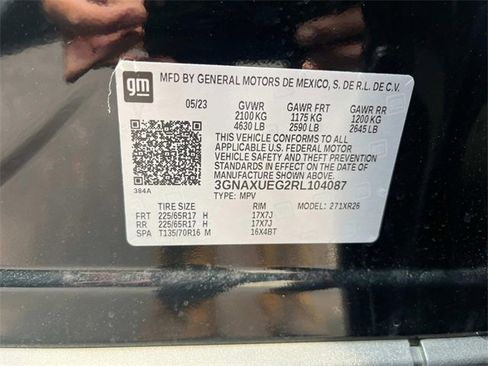 gm
MFD BY GENERAL MOTORS DE MEXICO, S. DE R.L. DE C.V.
05/23 GVWR GAWR FRT GAWR RR
2100 KG 1175 KG 1200 KG
4630 LB 2590 LB 2645 LB
THIS VEHICLE CONFORMS TO ALL
APPLICABLE U.S. FEDERAL MOTOR
VEHICLE SAFETY AND THEFT PREVENTION
STANDARDS IN EFFECT ON THE DATE OF
MANUFACTURE SHOWN ABOVE.
384A 3GNAXUEG2RL104087
TYPE: MPV MODEL: 271XR26
TIRE SIZE RIM
FRT 225/65R17 H 17X7J
RR 225/65R17 H 17X7J
SPA T135/70R16 M 16X4BT